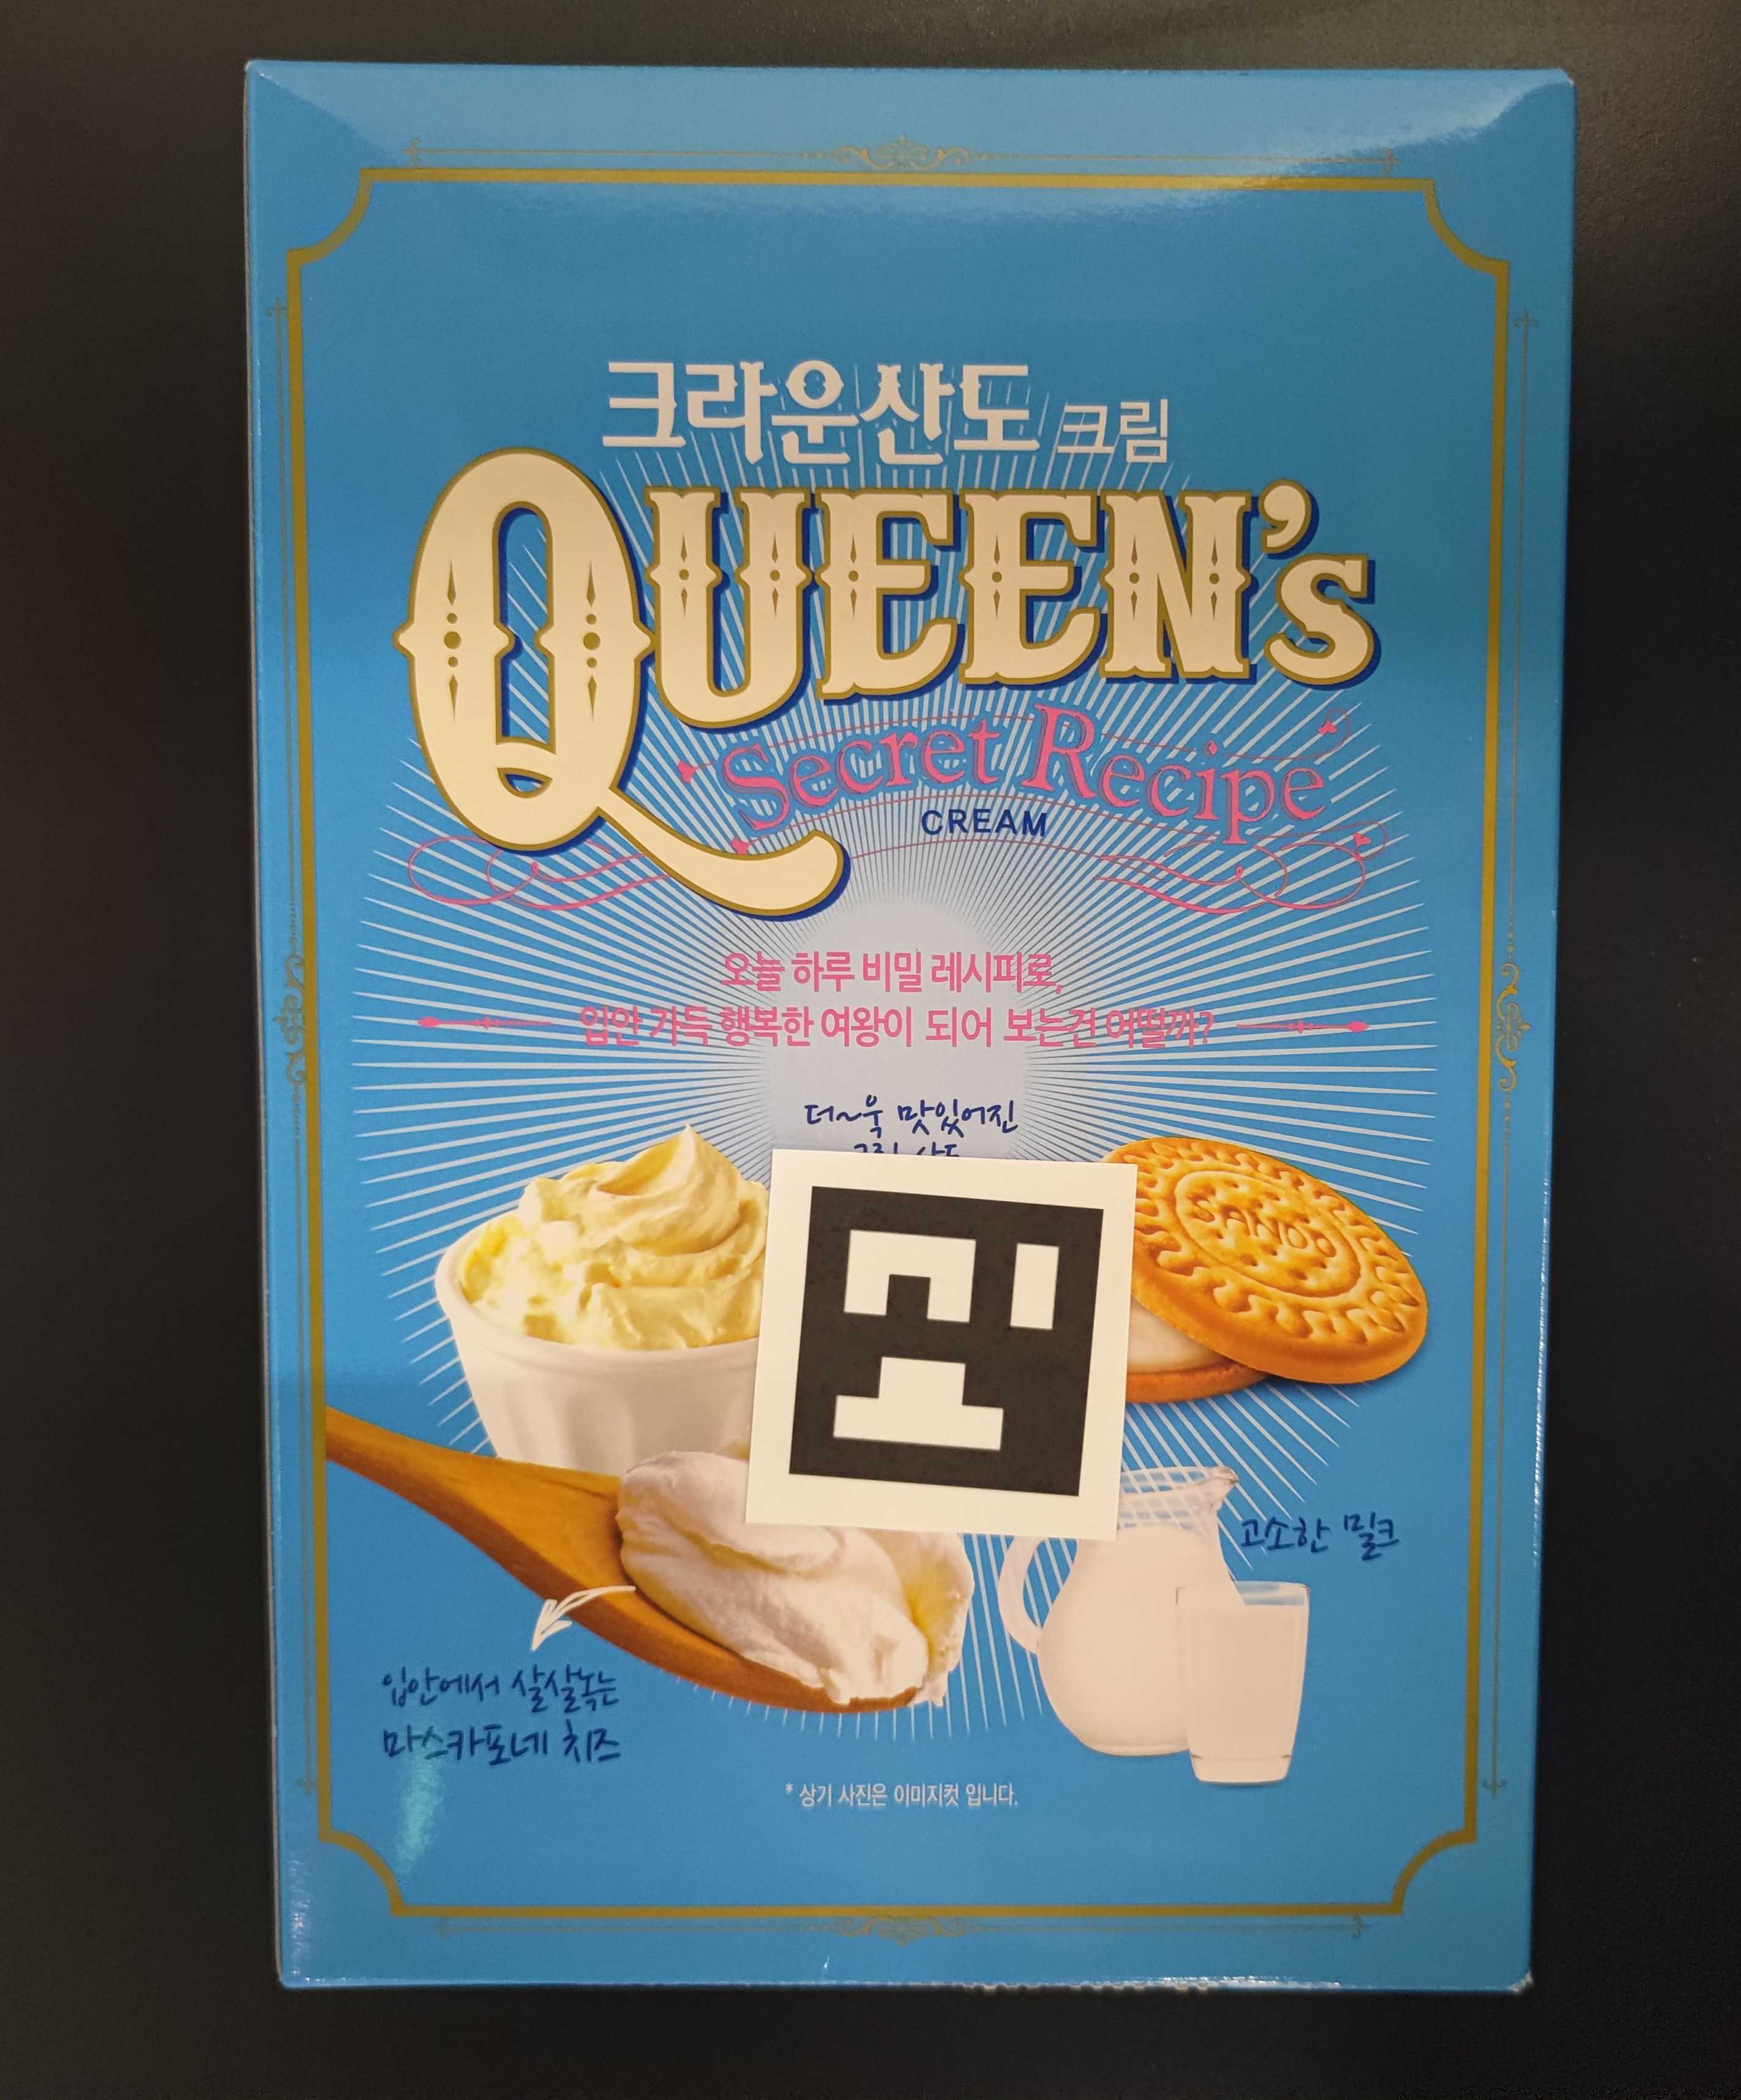 크라운산도 크림
QUEEN's
Secret Recipe
CREAM
오늘 하루 비밀 레시피로,
입안 가득 행복한 여왕이 되어 보는건 어떨까?
더~욱 맛있어진
SANDO
고소한 밀크
입안에서 살살녹는
마스카포네 치즈
* 상기 사진은 이미지컷 입니다.